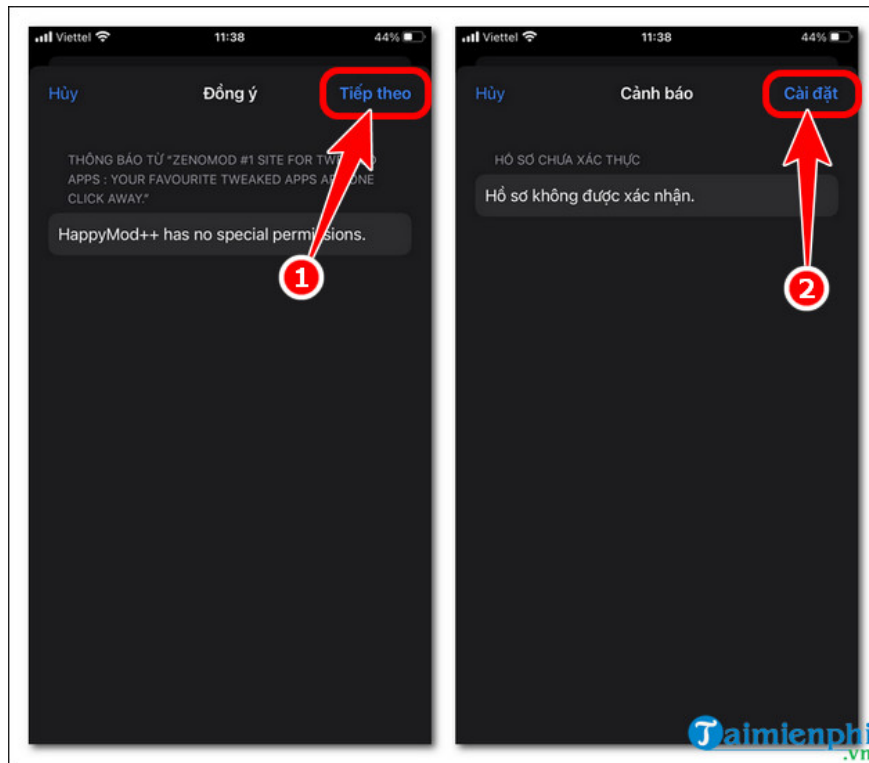 Viettel 11:38 44%
Hủy Đồng ý Tiếp theo
THÔNG BÁO TỪ "ZENOMOD #1 SITE FOR
APPS : YOUR FAVOURITE TWEAKED APPS ONE
CLICK AWAY."
HappyMod++ has no special permissions.
1
Viettel 11:38 44%
Hủy Cảnh báo Cài đặt
HỒ SƠ CHƯA XÁC THỰC
Hồ sơ không được xác nhận.
2
Taimienphi
.vn